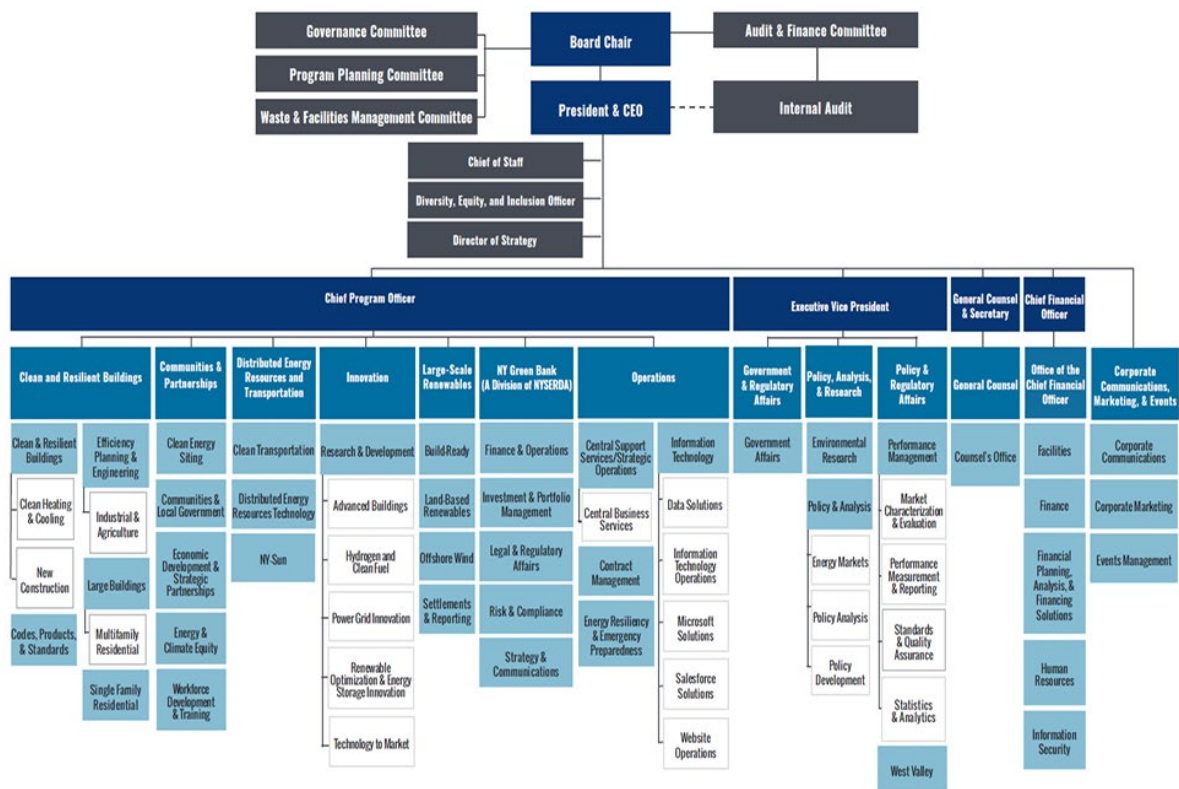 Governance Committee
Board Chair
Audit & Finance Committee
Program Planning Committee
Waste & Facilities Management Committee
President & CEO
Internal Audit
Chief of Staff
Diversity, Equity, and Inclusion Officer
Director of Strategy
Chief Program Officer
Executive Vice President
General Counsel
& Secretary
Chief Financial
Officer
Clean and Resilient Buildings
Communities &
Partnerships
Distributed Energy
Resources and
Transportation
Innovation
Large-Scale
Renewables
NY Green Bank
(A Division of NYSERDA)
Operations
Government
& Regulatory
Affairs
Policy, Analysis,
& Research
Policy &
Regulatory
Affairs
General Counsel
Office of the
Chief Financial
Officer
Corporate
Communications,
Marketing, & Events
Clean & Resilient
Buildings
Clean Heating
& Cooling
New
Construction
Codes, Products,
& Standards
Efficiency
Planning &
Engineering
Industrial &
Agriculture
Large Buildings
Multifamily
Residential
Single Family
Residential
Clean Energy
Siting
Communities &
Local Government
Economic
Development &
Strategic
Partnerships
Energy &
Climate Equity
Workforce
Development
& Training
Clean Transportation
Distributed Energy
Resources Technology
NY-Sun
Research & Development
Advanced Buildings
Hydrogen and
Clean Fuel
Power Grid Innovation
Renewable
Optimization & Energy
Storage Innovation
Technology to Market
Build-Ready
Land-Based
Renewables
Offshore Wind
Settlements
& Reporting
Finance & Operations
Investment & Portfolio
Management
Legal & Regulatory
Affairs
Risk & Compliance
Strategy &
Communications
Central Support
Services/Strategic
Operations
Central Business
Services
Contract
Management
Energy Resiliency
& Emergency
Preparedness
Information
Technology
Data Solutions
Information
Technology
Operations
Microsoft
Solutions
Salesforce
Solutions
Website
Operations
Government
Affairs
Environmental
Research
Policy & Analysis
Energy Markets
Policy Analysis
Policy
Development
Performance
Management
Market
Characterization
& Evaluation
Performance
Measurement
& Reporting
Standards
& Quality
Assurance
Statistics
& Analytics
West Valley
Counsel's Office
Facilities
Finance
Financial
Planning,
Analysis, &
Financing
Solutions
Human
Resources
Information
Security
Corporate
Communications
Corporate Marketing
Events Management